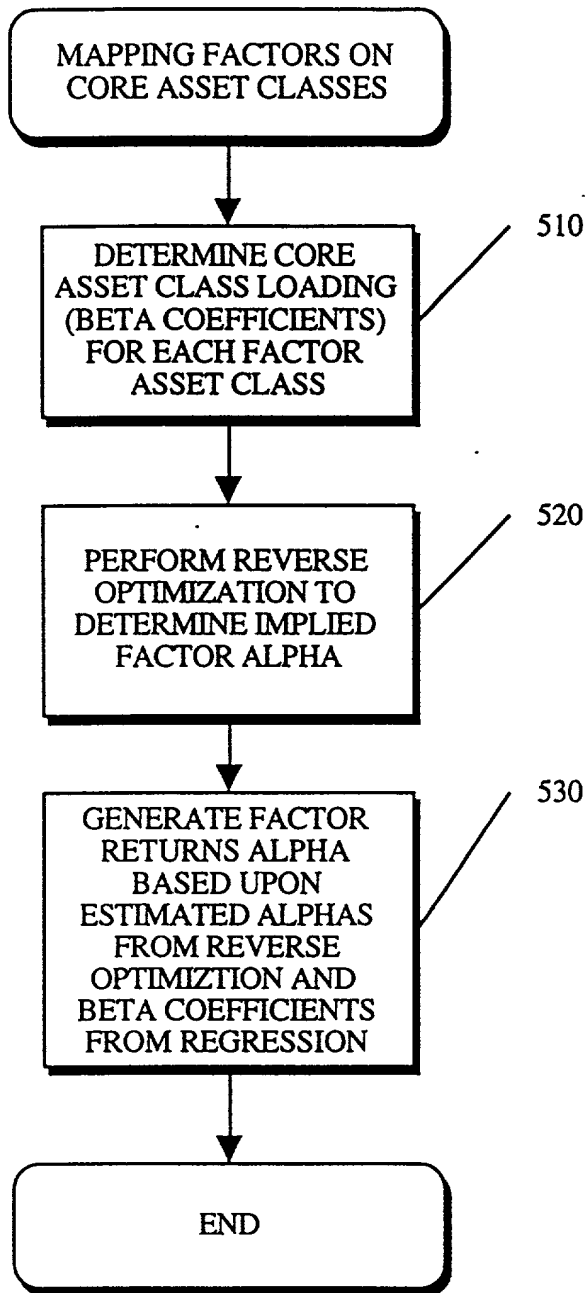 MAPPING FACTORS ON
CORE ASSET CLASSES
510
DETERMINE CORE
ASSET CLASS LOADING
(BETA COEFFICIENTS)
FOR EACH FACTOR
ASSET CLASS
520
PERFORM REVERSE
OPTIMIZATION TO
DETERMINE IMPLIED
FACTOR ALPHA
530
GENERATE FACTOR
RETURNS ALPHA
BASED UPON
ESTIMATED ALPHAS
FROM REVERSE
OPTIMIZTION AND
BETA COEFFICIENTS
FROM REGRESSION
END